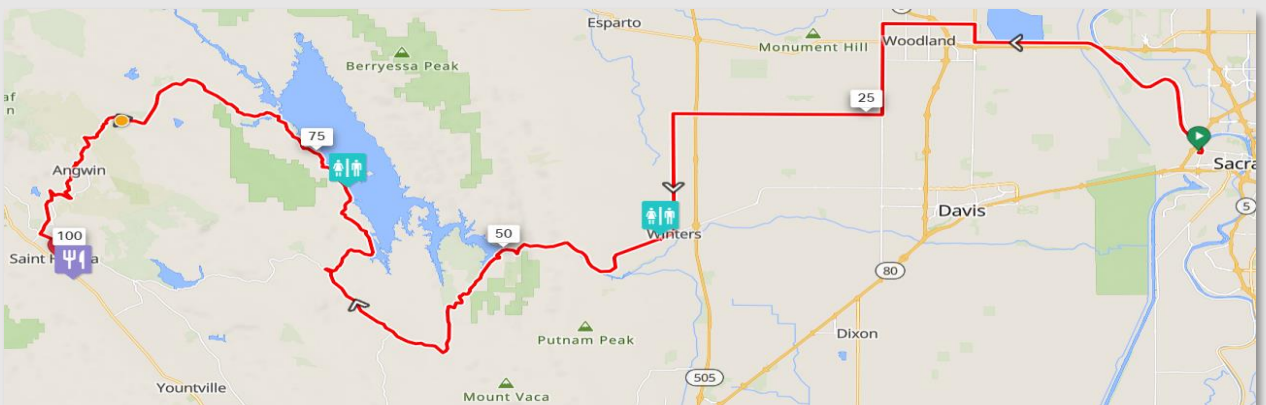 Esparto
Woodland
Monument Hill
Berryessa Peak
25
75
Angwin
Sacra
Davis
5
100
50
Winters
80
Dixon
Putnam Peak
505
Yountville
Mount Vaca